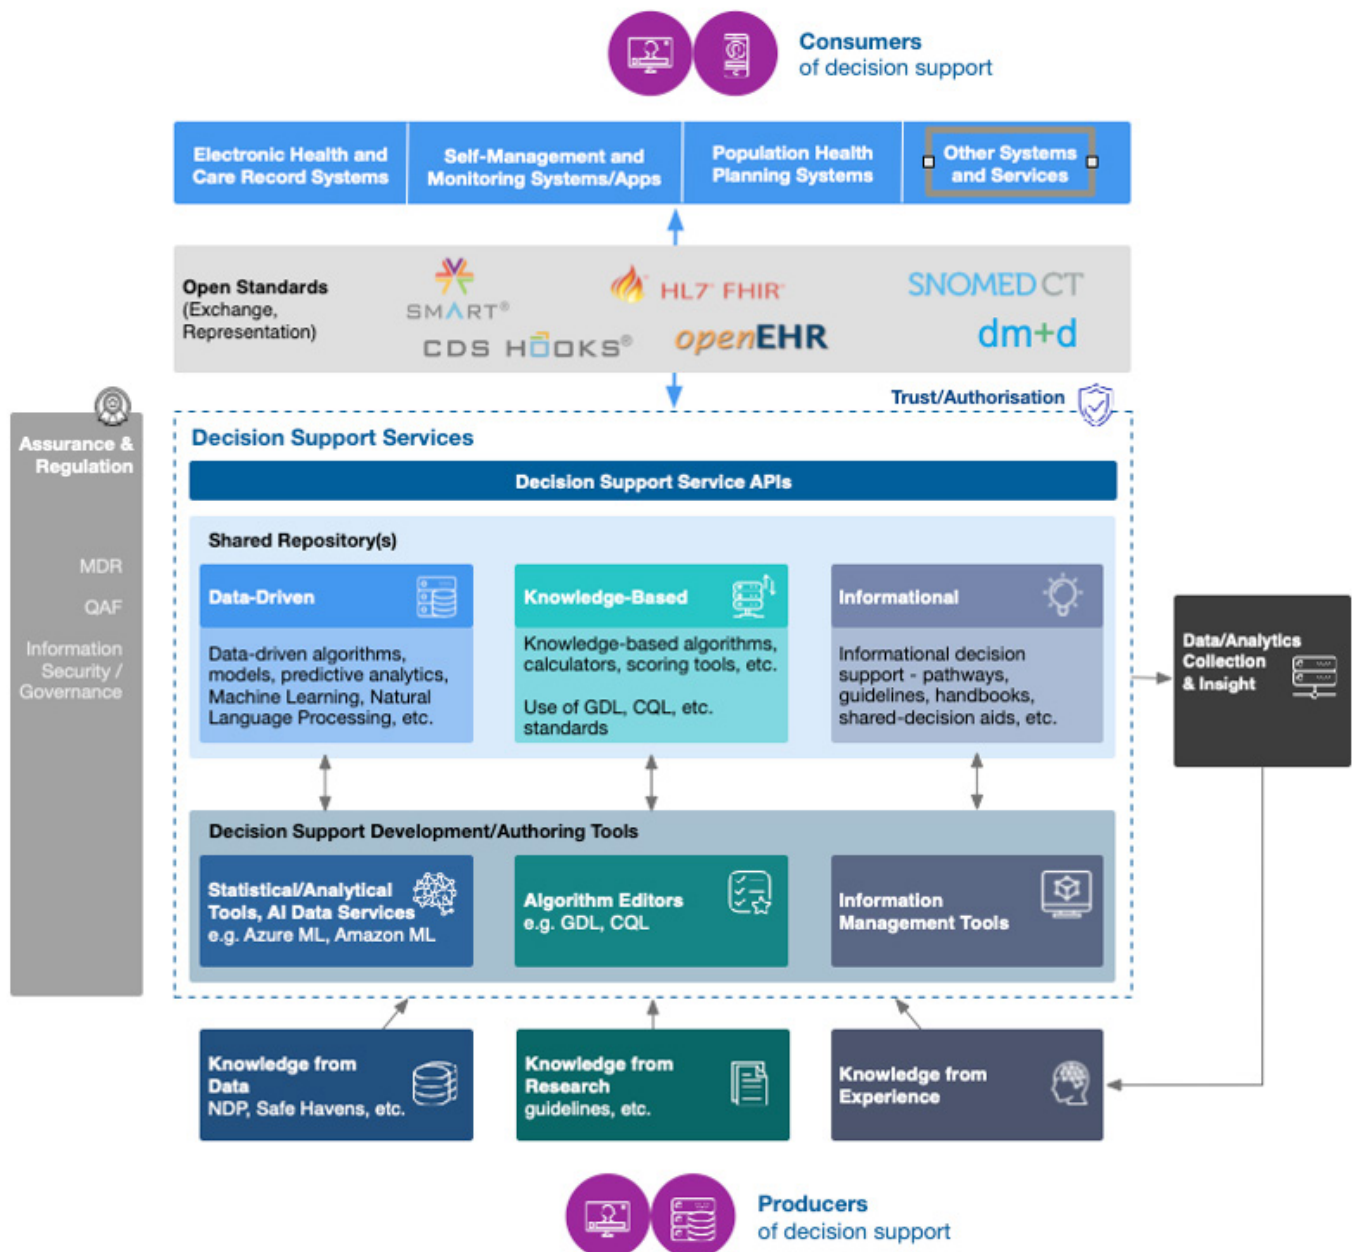 Consumers
of decision support
Electronic Health and
Care Record Systems
Self-Management and
Monitoring Systems/Apps
Population Health
Planning Systems
Other Systems
and Services
Open Standards
(Exchange,
Representation)
SMART®
HL7® FHIR®
SNOMED CT
CDS HOOKS®
openEHR
dm+d
Trust/Authorisation
Assurance &
Regulation
MDR
QAF
Information
Security /
Governance
Decision Support Services
Decision Support Service APIs
Shared Repository(s)
Data-Driven
Data-driven algorithms,
models, predictive analytics,
Machine Learning, Natural
Language Processing, etc.
Knowledge-Based
Knowledge-based algorithms,
calculators, scoring tools, etc.
Use of GDL, CQL, etc.
standards
Informational
Informational decision
support - pathways,
guidelines, handbooks,
shared-decision aids, etc.
Data/Analytics
Collection
& Insight
Decision Support Development/Authoring Tools
Statistical/Analytical
Tools, AI Data Services
e.g. Azure ML, Amazon ML
Algorithm Editors
e.g. GDL, CQL
Information
Management Tools
Knowledge from
Data
NDP, Safe Havens, etc.
Knowledge from
Research
guidelines, etc.
Knowledge from
Experience
Producers
of decision support